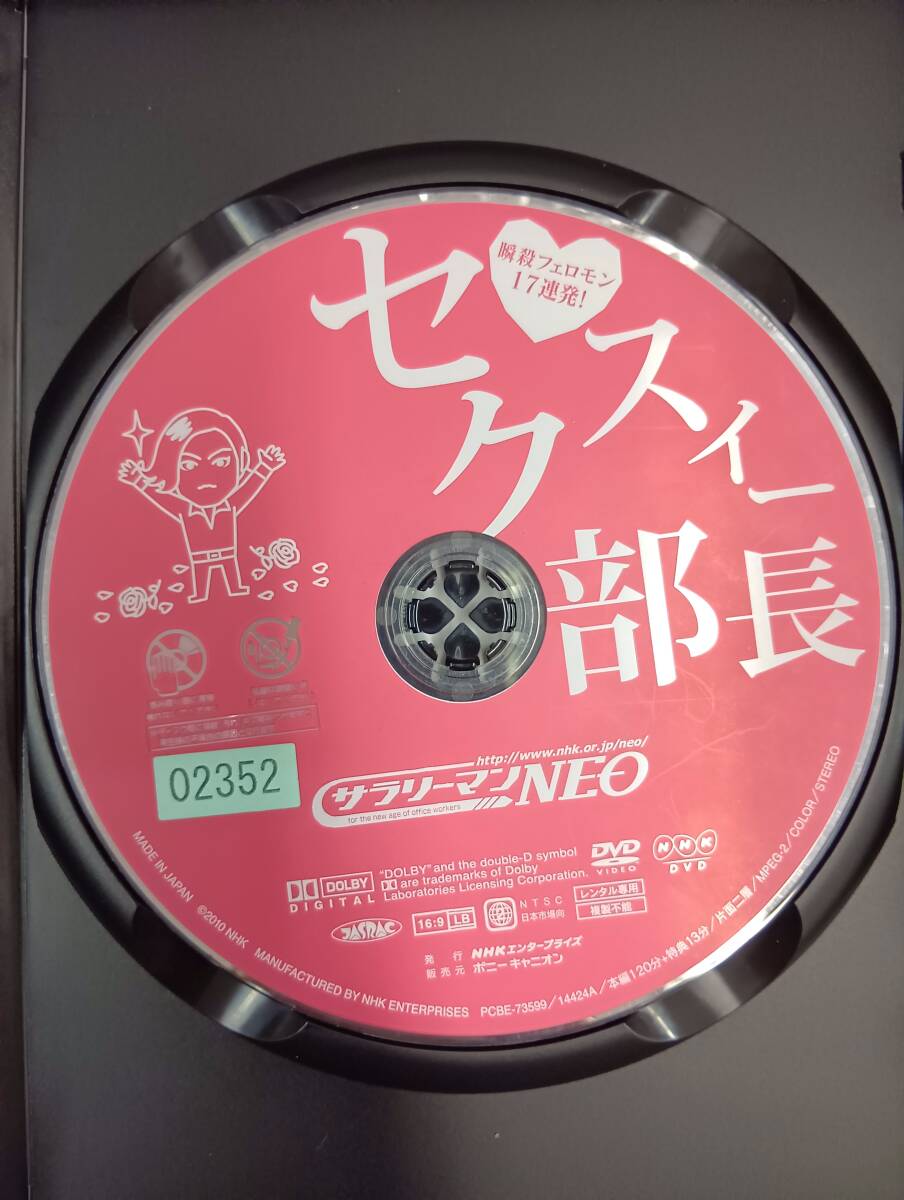 瞬殺フェロモン
17連発!
セクスィー
部長
02352
http://www.nhk.or.jp/neo/
サラリーマンNEO
for the new age of office workers
DOLBY
DIGITAL
"DOLBY" and the double-D symbol
are trademarks of Dolby
Laboratories Licensing Corporation.
DVD
VIDEO
NHK
DVD
JASRAC
16:9 LB
2
NTSC
日本市場向
レンタル専用
複製不能
発行 NHKエンタープライズ
販売元 ポニーキャニオン
MADE IN JAPAN ©2010 NHK MANUFACTURED BY NHK ENTERPRISES PCBE-73599/14424A/本編120分+特典13分/片面二層/MPEG-2/COLOR/STEREO